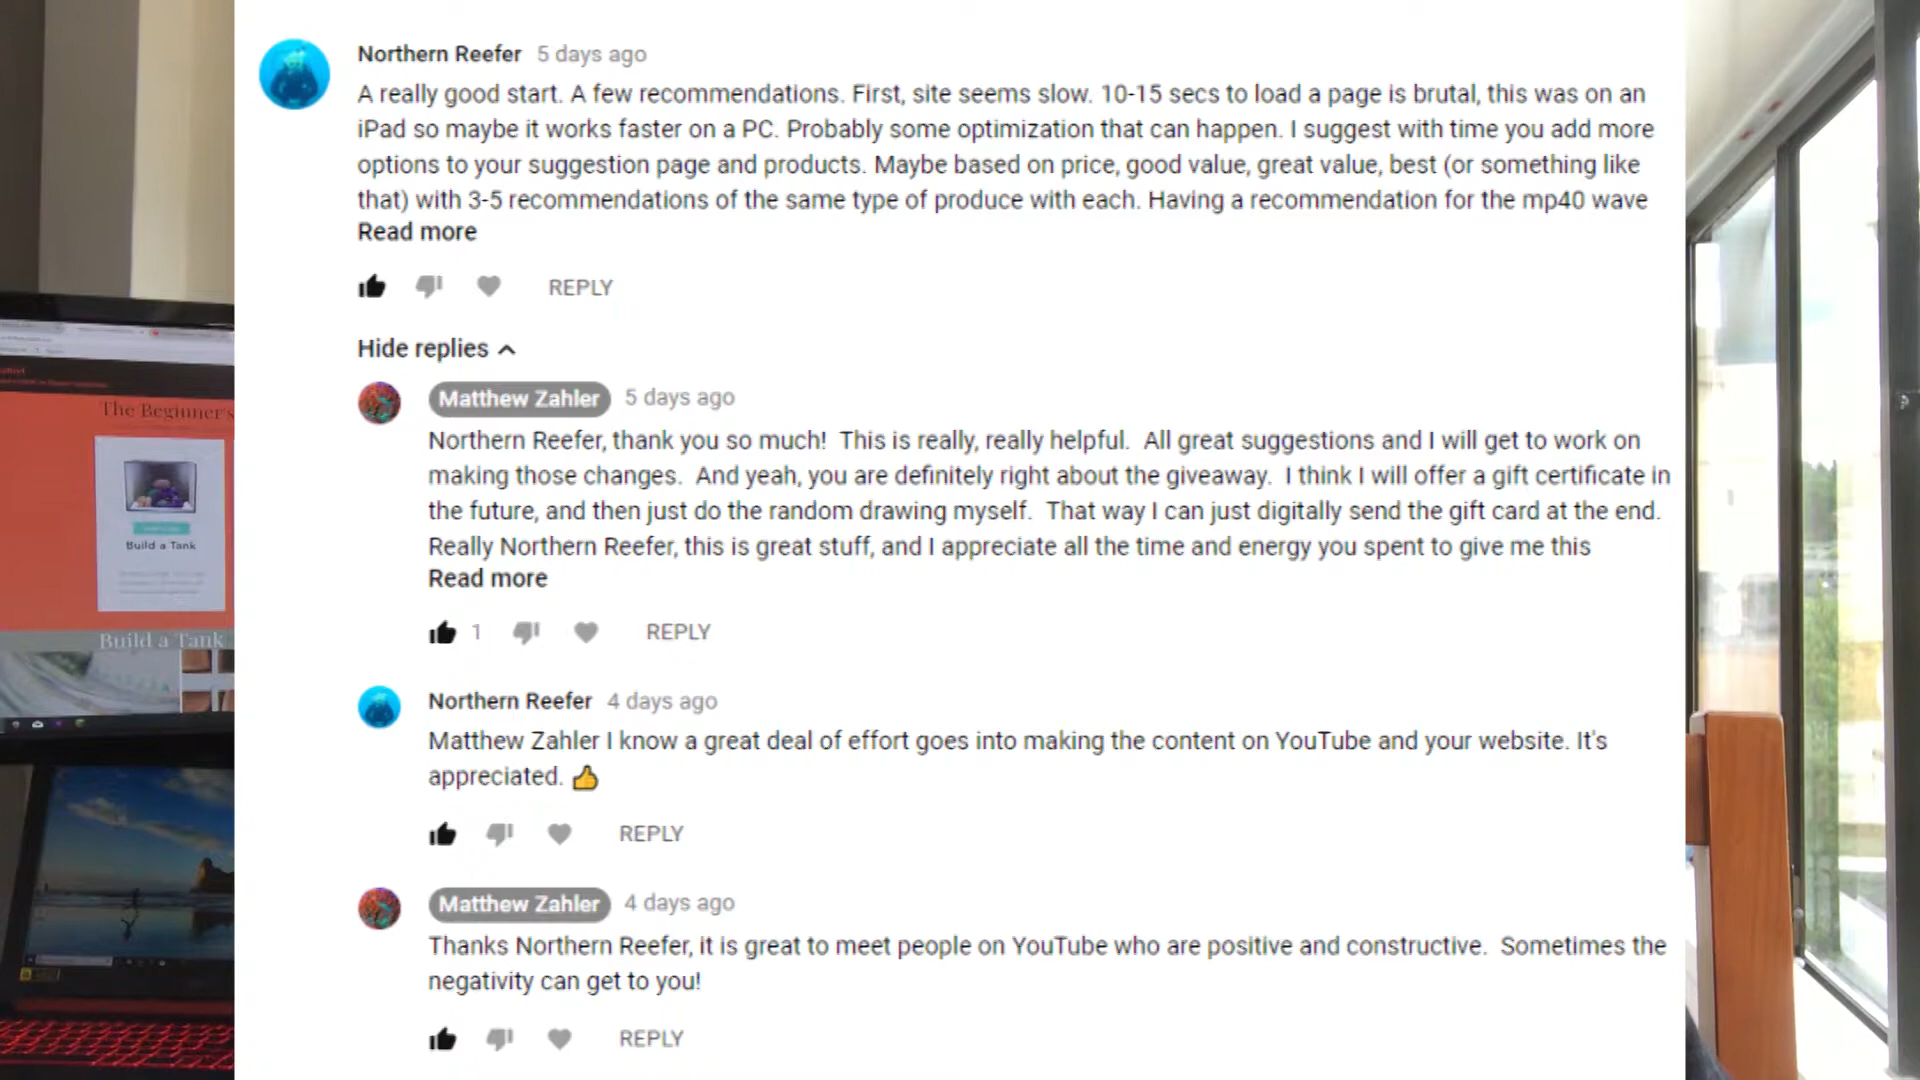 Northern Reefer 5 days ago
A really good start. A few recommendations. First, site seems slow. 10-15 secs to load a page is brutal, this was on an
iPad so maybe it works faster on a PC. Probably some optimization that can happen. I suggest with time you add more
options to your suggestion page and products. Maybe based on price, good value, great value, best (or something like
that) with 3-5 recommendations of the same type of produce with each. Having a recommendation for the mp40 wave
Read more
REPLY
Hide replies
Matthew Zahler 5 days ago
Northern Reefer, thank you so much! This is really, really helpful. All great suggestions and I will get to work on
making those changes. And yeah, you are definitely right about the giveaway. I think I will offer a gift certificate in
the future, and then just do the random drawing myself. That way I can just digitally send the gift card at the end.
Really Northern Reefer, this is great stuff, and I appreciate all the time and energy you spent to give me this
Read more
1 REPLY
Northern Reefer 4 days ago
Matthew Zahler I know a great deal of effort goes into making the content on YouTube and your website. It's
appreciated. 👍
REPLY
Matthew Zahler 4 days ago
Thanks Northern Reefer, it is great to meet people on YouTube who are positive and constructive. Sometimes the
negativity can get to you!
REPLY
The Beginner's
Build a Tank
Build a Tank